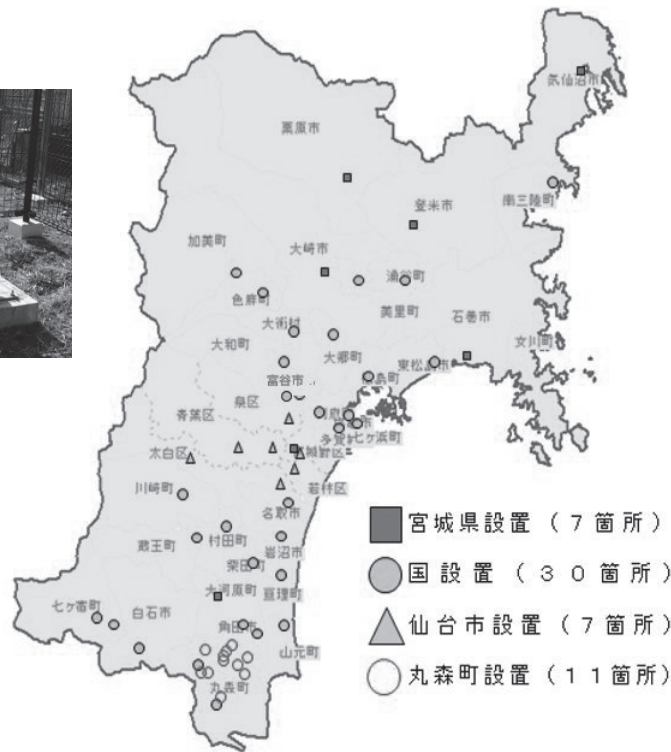 気仙沼市
栗原市
南三陸町
登米市
加美町
大崎市
涌谷町
色麻町
美里町
石巻市
大衡村
女川町
大和町
大郷町
東松島市
富谷市
泉区
青葉区
太白区
七ヶ浜町
若林区
川崎町
名取市
蔵王町
村田町
岩沼市
柴田町
大河原町
亘理町
七ヶ宿町
白石市
角田市
山元町
丸森町
宮城県設置（7箇所）
国設置（30箇所）
仙台市設置（7箇所）
丸森町設置（11箇所）